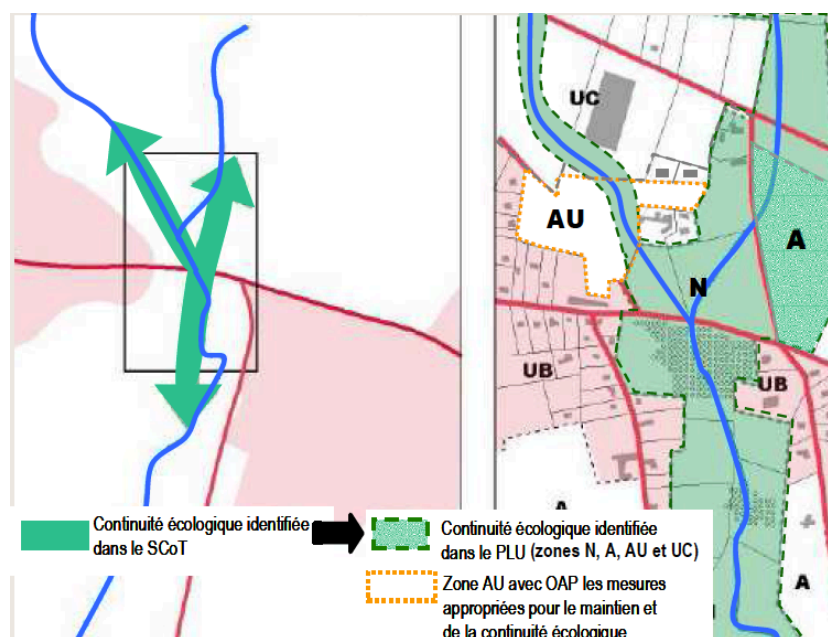 UC
AU
A
N
UB
UB
A
A
Continuité écologique identifiée
dans le SCoT
Continuité écologique identifiée
dans le PLU (zones N, A, AU et UC)
Zone AU avec OAP les mesures
appropriées pour le maintien et
de la continuité écologique